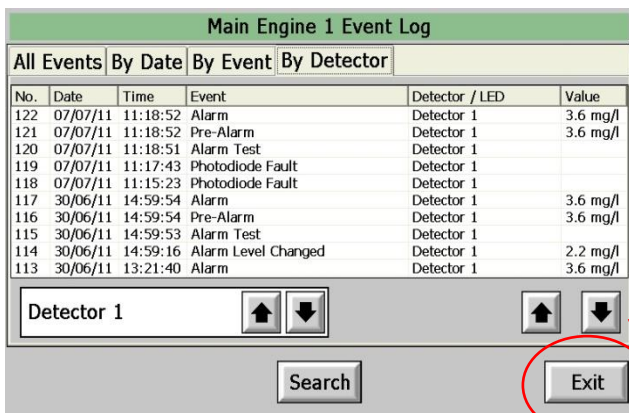 Main Engine 1 Event Log
All Events By Date By Event By Detector
No. Date Time Event Detector / LED Value
122 07/07/11 11:18:52 Alarm Detector 1 3.6 mg/l
121 07/07/11 11:18:52 Pre-Alarm Detector 1 3.6 mg/l
120 07/07/11 11:18:51 Alarm Test Detector 1
119 07/07/11 11:17:43 Photodiode Fault Detector 1
118 07/07/11 11:15:23 Photodiode Fault Detector 1
117 30/06/11 14:59:54 Alarm Detector 1 3.6 mg/l
116 30/06/11 14:59:54 Pre-Alarm Detector 1 3.6 mg/l
115 30/06/11 14:59:53 Alarm Test Detector 1
114 30/06/11 14:59:16 Alarm Level Changed Detector 1 2.2 mg/l
113 30/06/11 13:21:40 Alarm Detector 1 3.6 mg/l
Detector 1
Search Exit